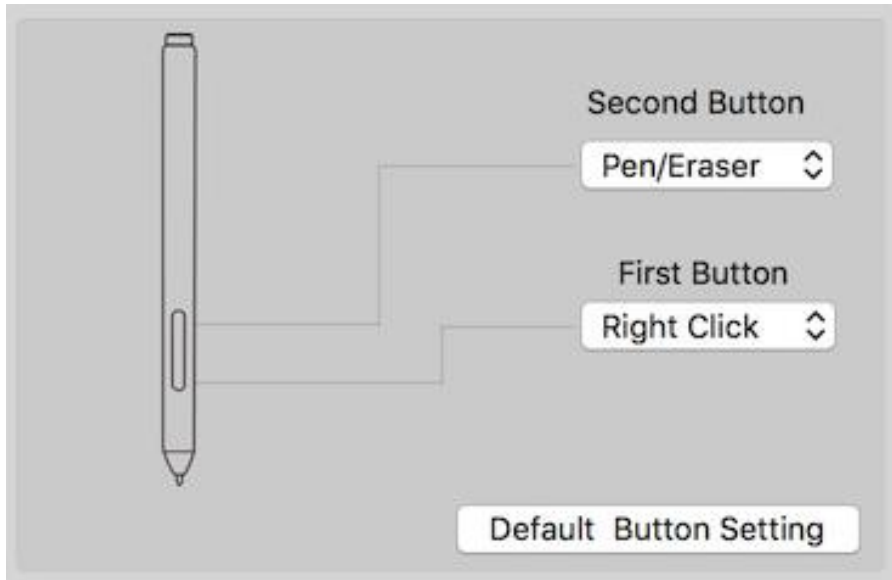 Second Button
Pen/Eraser
First Button
Right Click
Default Button Setting